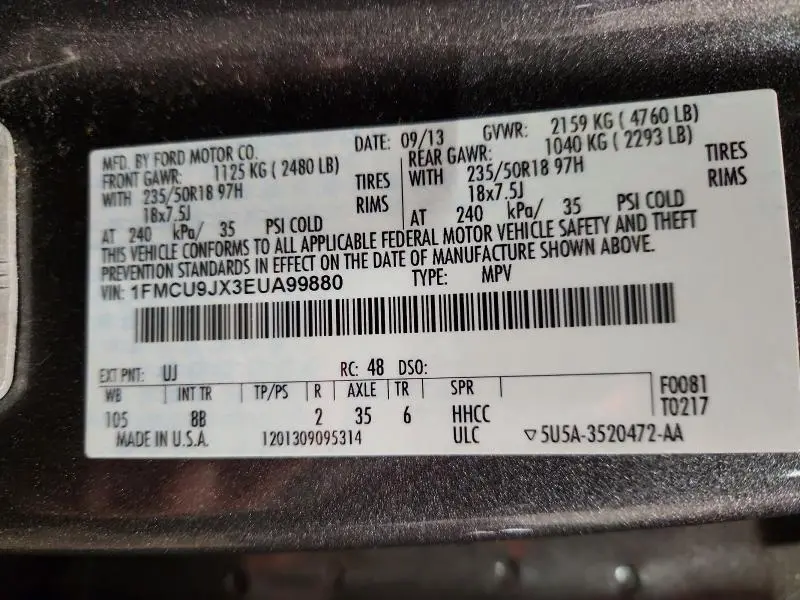 MFD. BY FORD MOTOR CO. DATE: 09/13 GVWR: 2159 KG ( 4760 LB)
FRONT GAWR: 1125 KG ( 2480 LB) REAR GAWR: 1040 KG ( 2293 LB)
WITH 235/50R18 97H TIRES WITH 235/50R18 97H TIRES
18x7.5J RIMS 18x7.5J RIMS
AT 240 kPa/ 35 PSI COLD AT 240 kPa/ 35 PSI COLD
THIS VEHICLE CONFORMS TO ALL APPLICABLE FEDERAL MOTOR VEHICLE SAFETY AND THEFT
PREVENTION STANDARDS IN EFFECT ON THE DATE OF MANUFACTURE SHOWN ABOVE.
VIN: 1FMCU9JX3EUA99880 TYPE: MPV
EXT PNT: UJ RC: 48 DSO:
WB INT TR TP/PS R AXLE TR SPR F0081
105 8B 2 35 6 HHCC T0217
MADE IN U.S.A. 1201309095314 ULC ▽5U5A-3520472-AA